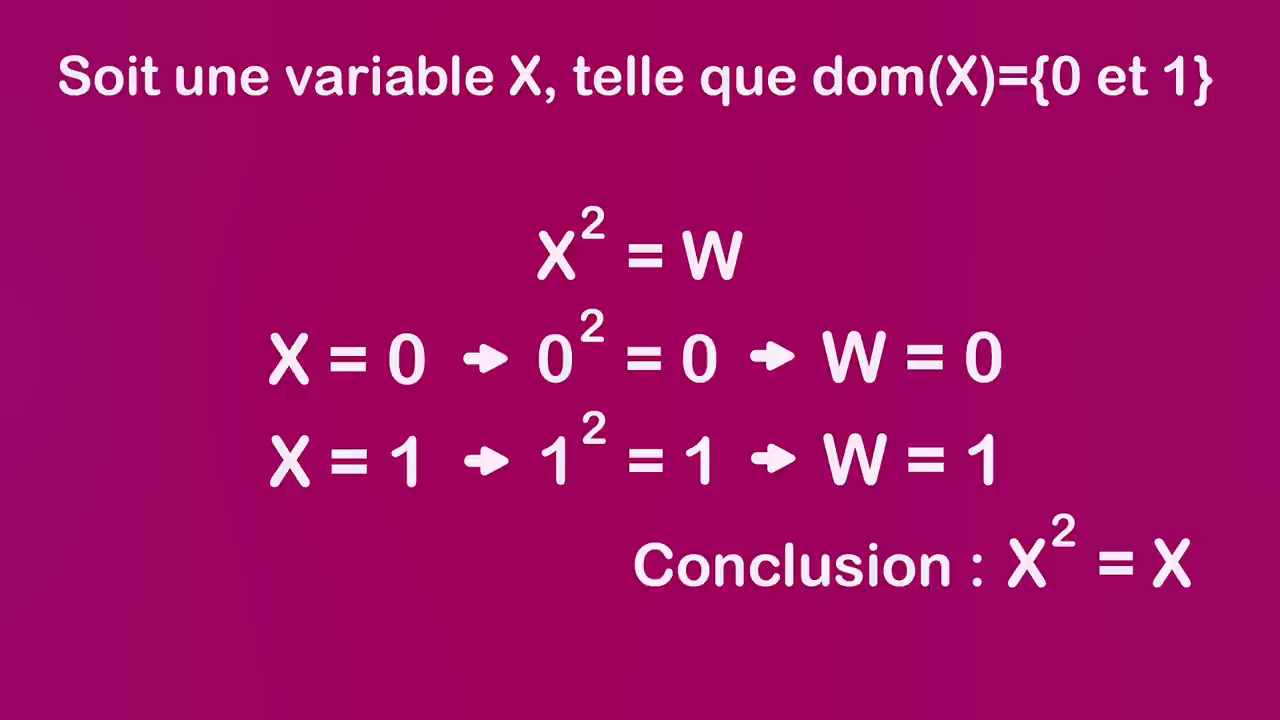 Soit une variable X, telle que dom(X)={0 et 1}
X² = W
X = 0 ➜ 0² = 0 ➜ W = 0
X = 1 ➜ 1² = 1 ➜ W = 1
Conclusion : X² = X